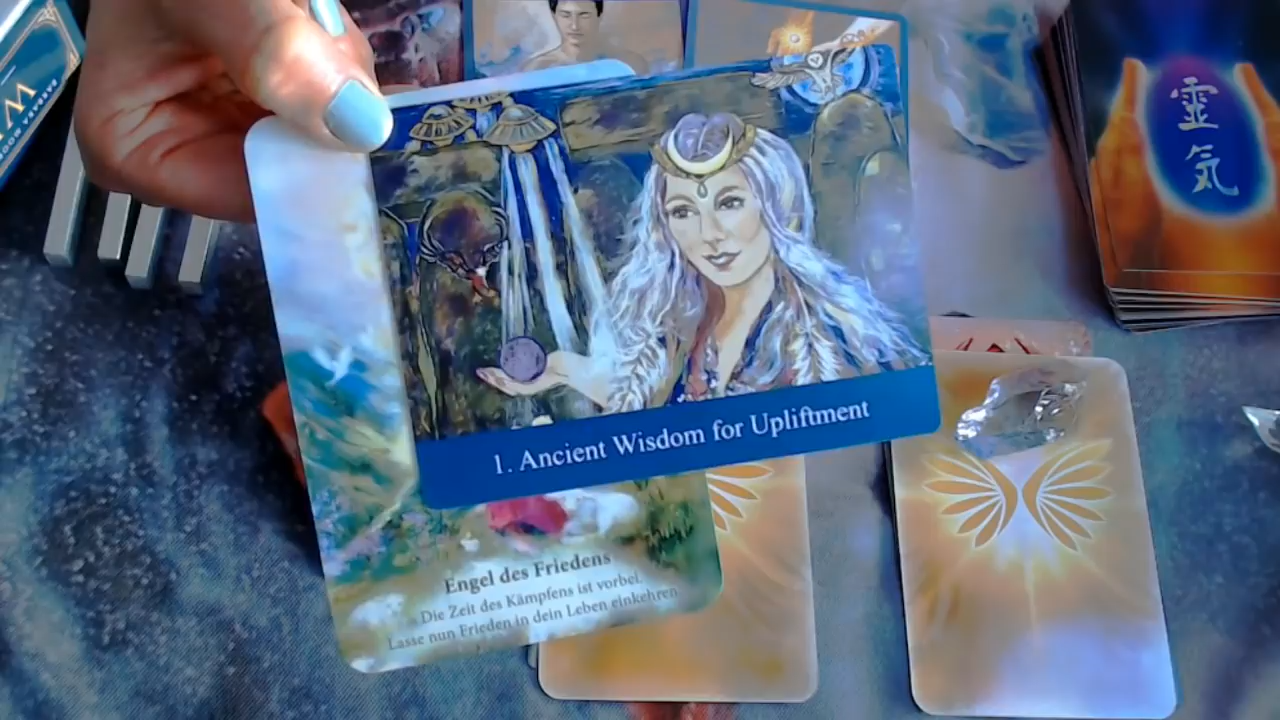 靈
気
1. Ancient Wisdom for Upliftment
Engel des Friedens
Die Zeit des Kämpfens ist vorbei.
Lasse nun Frieden in dein Leben einkehren